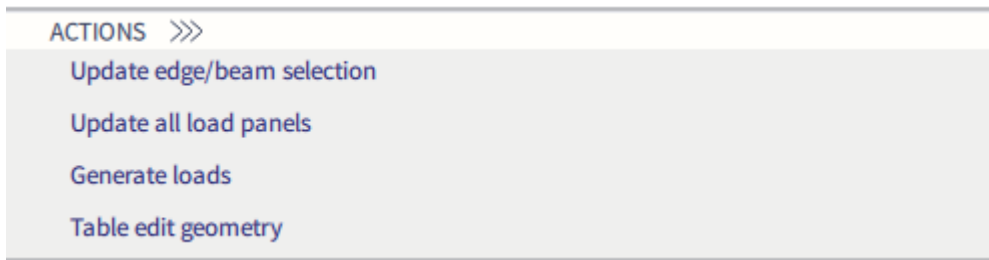 ACTIONS >>>
Update edge/beam selection
Update all load panels
Generate loads
Table edit geometry